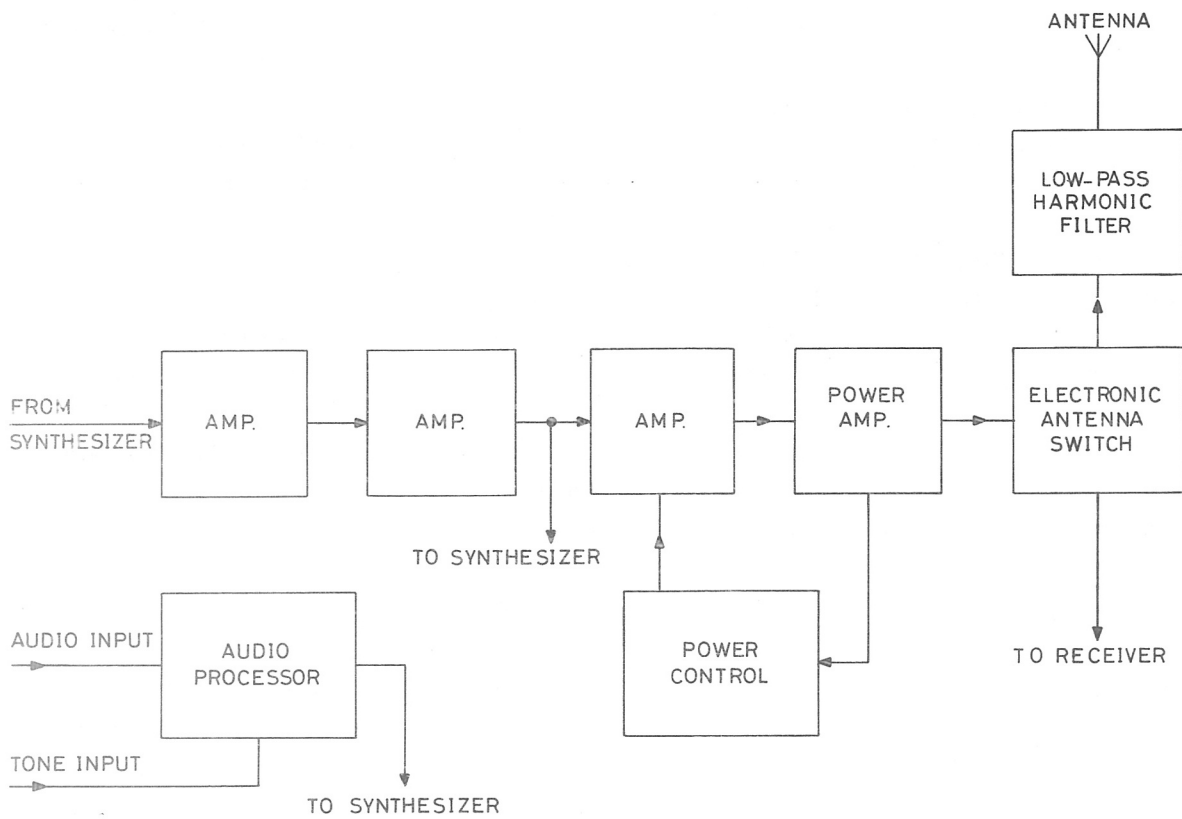 ANTENNA
LOW-PASS
HARMONIC
FILTER
FROM
SYNTHESIZER
AMP.
AMP.
AMP.
POWER
AMP.
ELECTRONIC
ANTENNA
SWITCH
TO SYNTHESIZER
AUDIO INPUT
AUDIO
PROCESSOR
POWER
CONTROL
TO RECEIVER
TONE INPUT
TO SYNTHESIZER